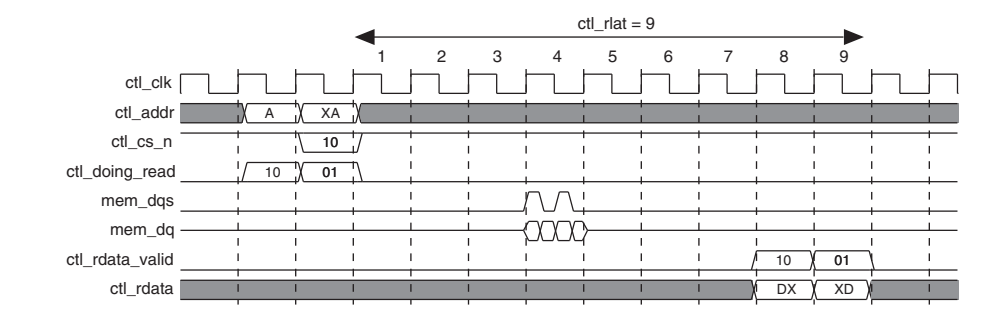 ctl_rlat = 9
1 2 3 4 5 6 7 8 9
ctl_clk
ctl_addr A XA
ctl_cs_n 10
ctl_doing_read 10 01
mem_dqs
mem_dq
ctl_rdata_valid 10 01
ctl_rdata DX XD